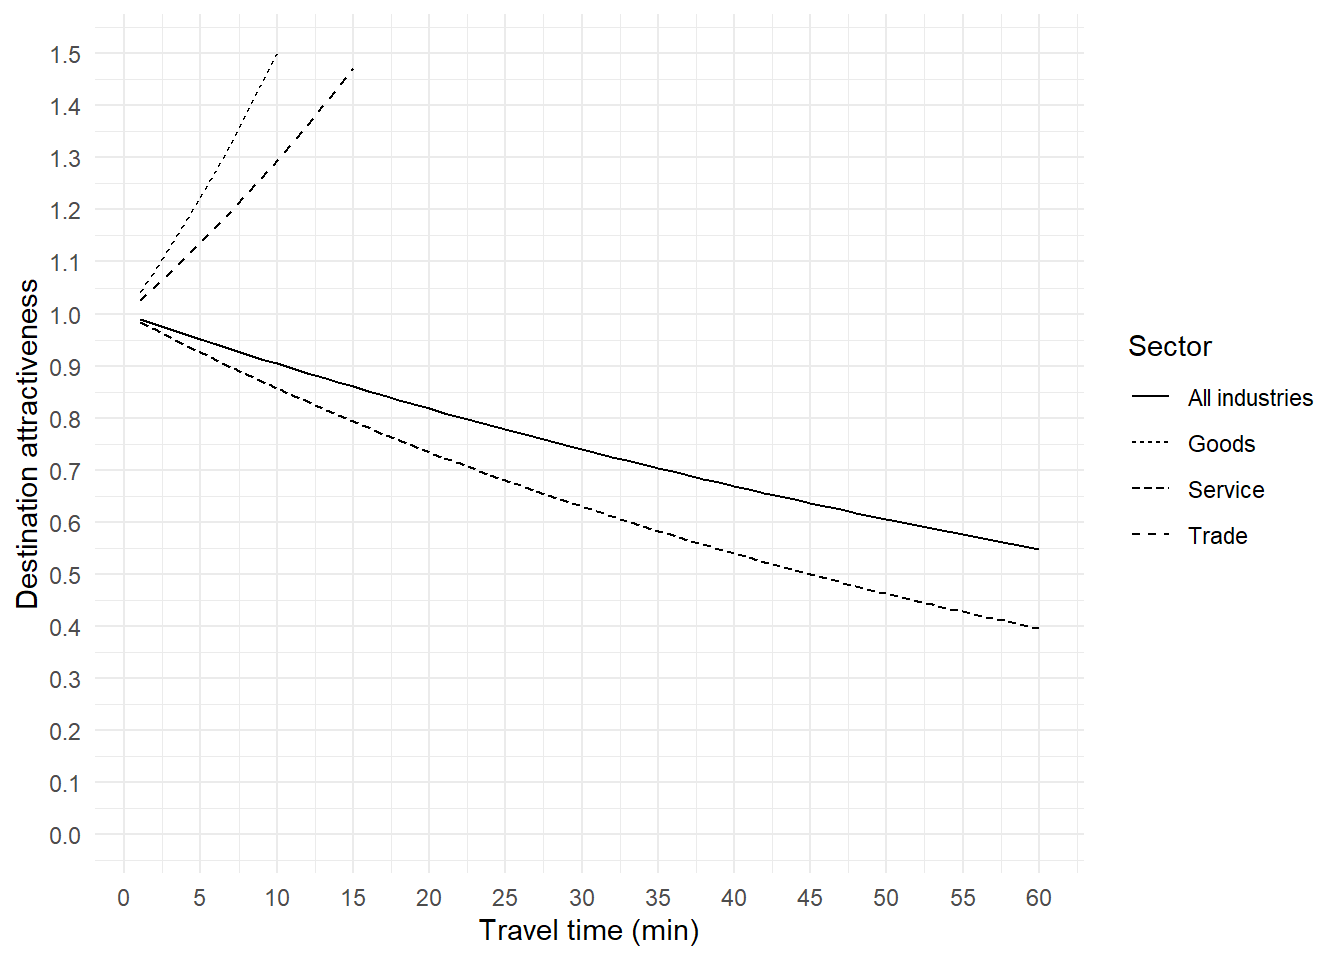 1.5
1.4
1.3
1.2
1.1
1.0
0.9
0.8
0.7
0.6
0.5
0.4
0.3
0.2
0.1
0.0
Destination attractiveness
0 5 10 15 20 25 30 35 40 45 50 55 60
Travel time (min)
Sector
All industries
Goods
Service
Trade